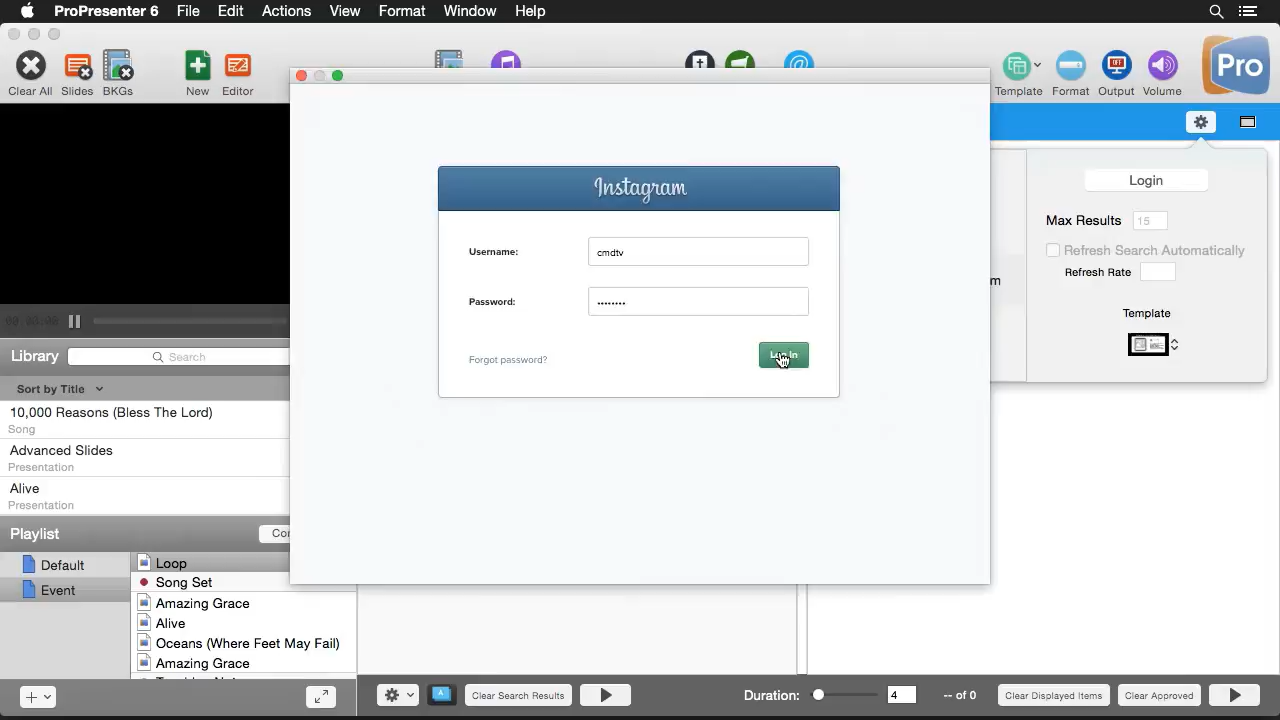 ProPresenter 6 File Edit Actions View Format Window Help
Clear All Slides BKGs New Editor Template Format Output Volume
Pro
OFF
Instagram
Username: cmdtv
Password: ••••••••
Forgot password?
Login
Max Results 15
Refresh Search Automatically
Refresh Rate
Template
m
Library Search
Sort by Title
10,000 Reasons (Bless The Lord)
Song
Advanced Slides
Presentation
Alive
Presentation
Playlist
Default
Event
Loop
Song Set
Amazing Grace
Alive
Oceans (Where Feet May Fail)
Amazing Grace
Clear Search Results Duration: 4 -- of 0 Clear Displayed Items Clear Approved